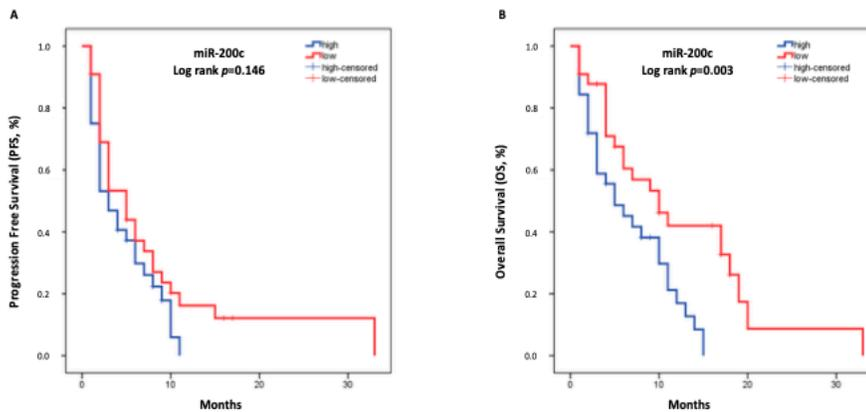 A
miR-200c
Log rank p=0.146
high
low
high-censored
low-censored
Progression Free Survival (PFS, %)
1.0
0.8
0.6
0.4
0.2
0.0
0
10
20
30
Months
B
miR-200c
Log rank p=0.003
high
low
high-censored
low-censored
Overall Survival (OS, %)
1.0
0.8
0.6
0.4
0.2
0.0
0
10
20
30
Months